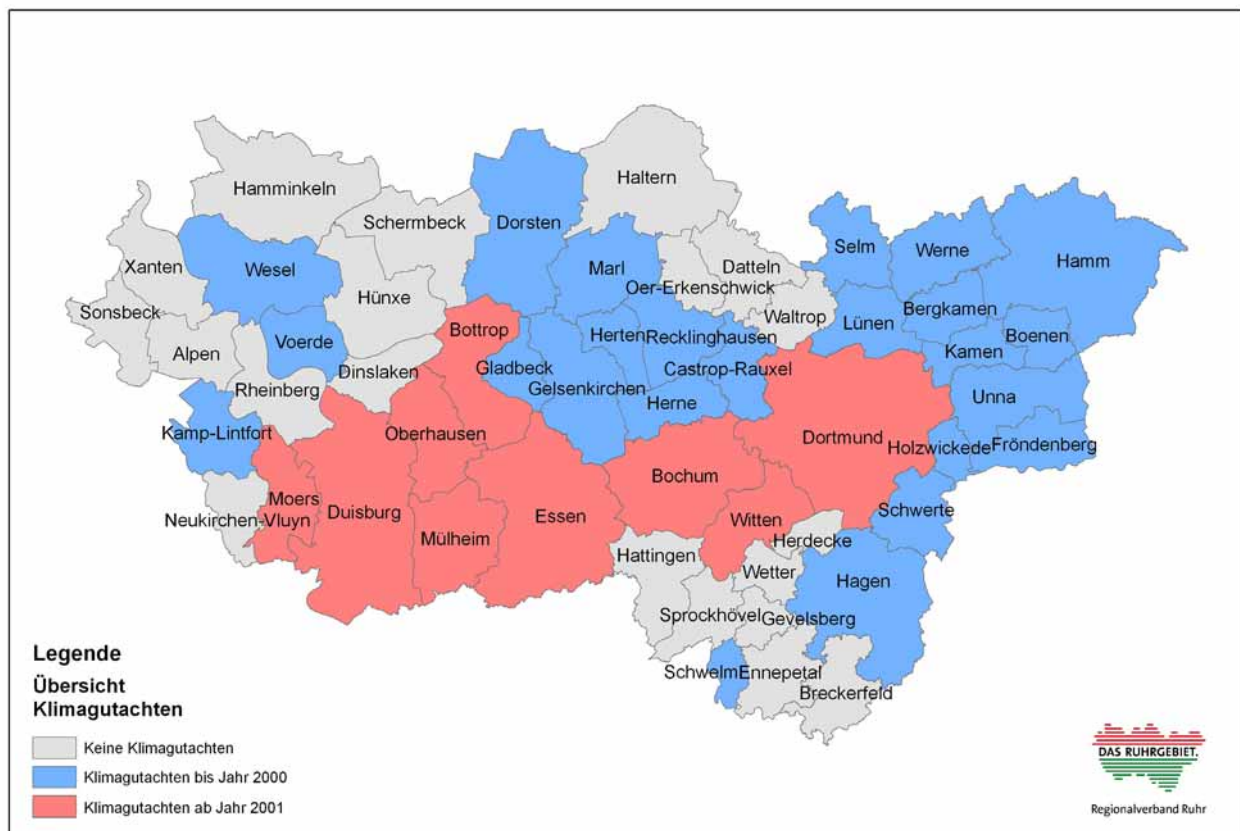 Hamminkeln
Haltern
Schermbeck
Dorsten
Selm
Werne
Hamm
Xanten
Wesel
Marl
Datteln
Oer-Erkenschwick
Sonsbeck
Hünxe
Bergkamen
Waltrop
Lünen
Bottrop
Herten
Recklinghausen
Boenen
Voerde
Alpen
Kamen
Dinslaken
Gladbeck
Castrop-Rauxel
Rheinberg
Gelsenkirchen
Unna
Herne
Kamp-Lintfort
Oberhausen
Dortmund
Holzwickede
Fröndenberg
Bochum
Moers
Schwerte
Duisburg
Essen
Neukirchen-Vluyn
Witten
Mülheim
Herdecke
Hattingen
Wetter
Hagen
Sprockhövel
Gevelsberg
Schwelm
Ennepetal
Breckerfeld
Legende
Übersicht
Klimagutachten
Keine Klimagutachten
Klimagutachten bis Jahr 2000
Klimagutachten ab Jahr 2001
DAS RUHRGEBIET.
Regionalverband Ruhr